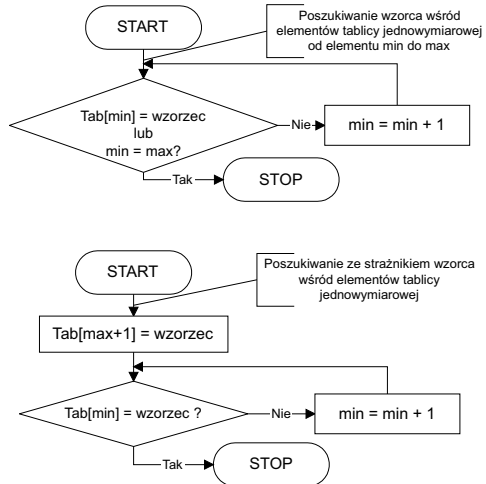 START
Poszukiwanie wzorca wśród
elementów tablicy jednowymiarowej
od elementu min do max
Tab[min] = wzorzec
lub
min = max?
Nie
min = min + 1
Tak
STOP
START
Poszukiwanie ze strażnikiem wzorca
wśród elementów tablicy
jednowymiarowej
Tab[max+1] = wzorzec
Tab[min] = wzorzec ?
Nie
min = min + 1
Tak
STOP